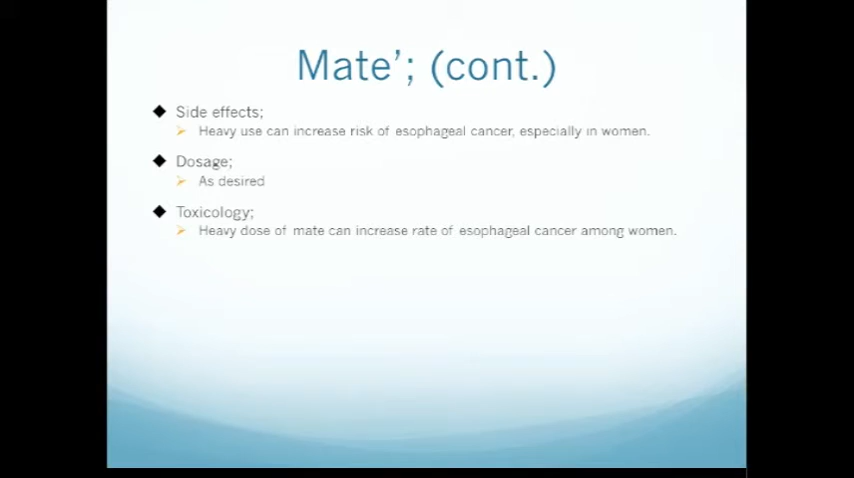 Mate’; (cont.)
Side effects;
Heavy use can increase risk of esophageal cancer, especially in women.
Dosage;
As desired
Toxicology;
Heavy dose of mate can increase rate of esophageal cancer among women.